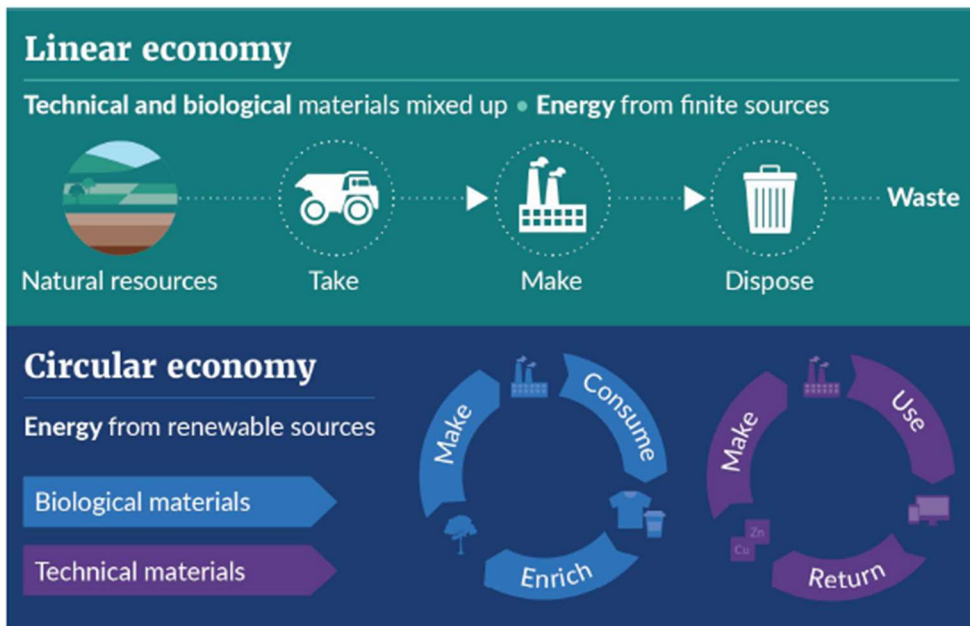 Linear economy
Technical and biological materials mixed up • Energy from finite sources
Waste
Natural resources
Take
Make
Dispose
Circular economy
Energy from renewable sources
Biological materials
Technical materials
Make
Consume
Enrich
Make
Use
Zn
Cu
Return